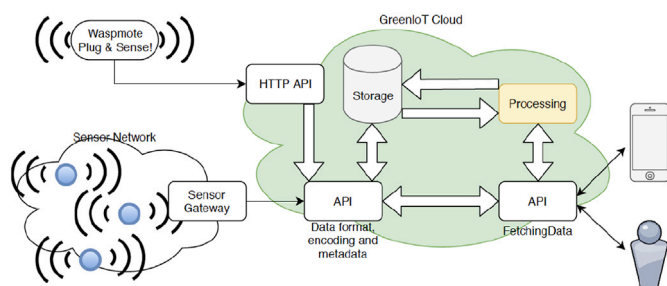 GreenIoT Cloud
Waspmote
Plug & Sense!
HTTP API
Storage
Processing
Sensor Network
Sensor
Gateway
API
Data format,
encoding and
metadata
API
FetchingData